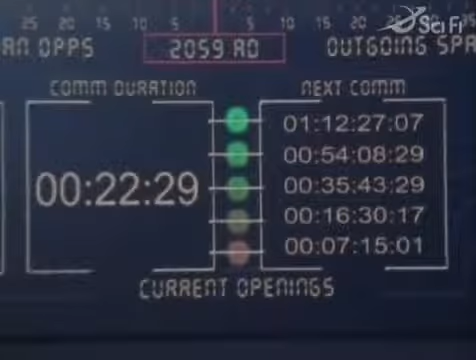 Sci Fi
25 20 15 10 5 5 10 15 20 25
AN OPPS 2059 AD OUTGOING SPA
COMM DURATION NEXT COMM
01:12:27:07
00:54:08:29
00:22:29
00:35:43:29
00:16:30:17
00:07:15:01
CURRENT OPENINGS